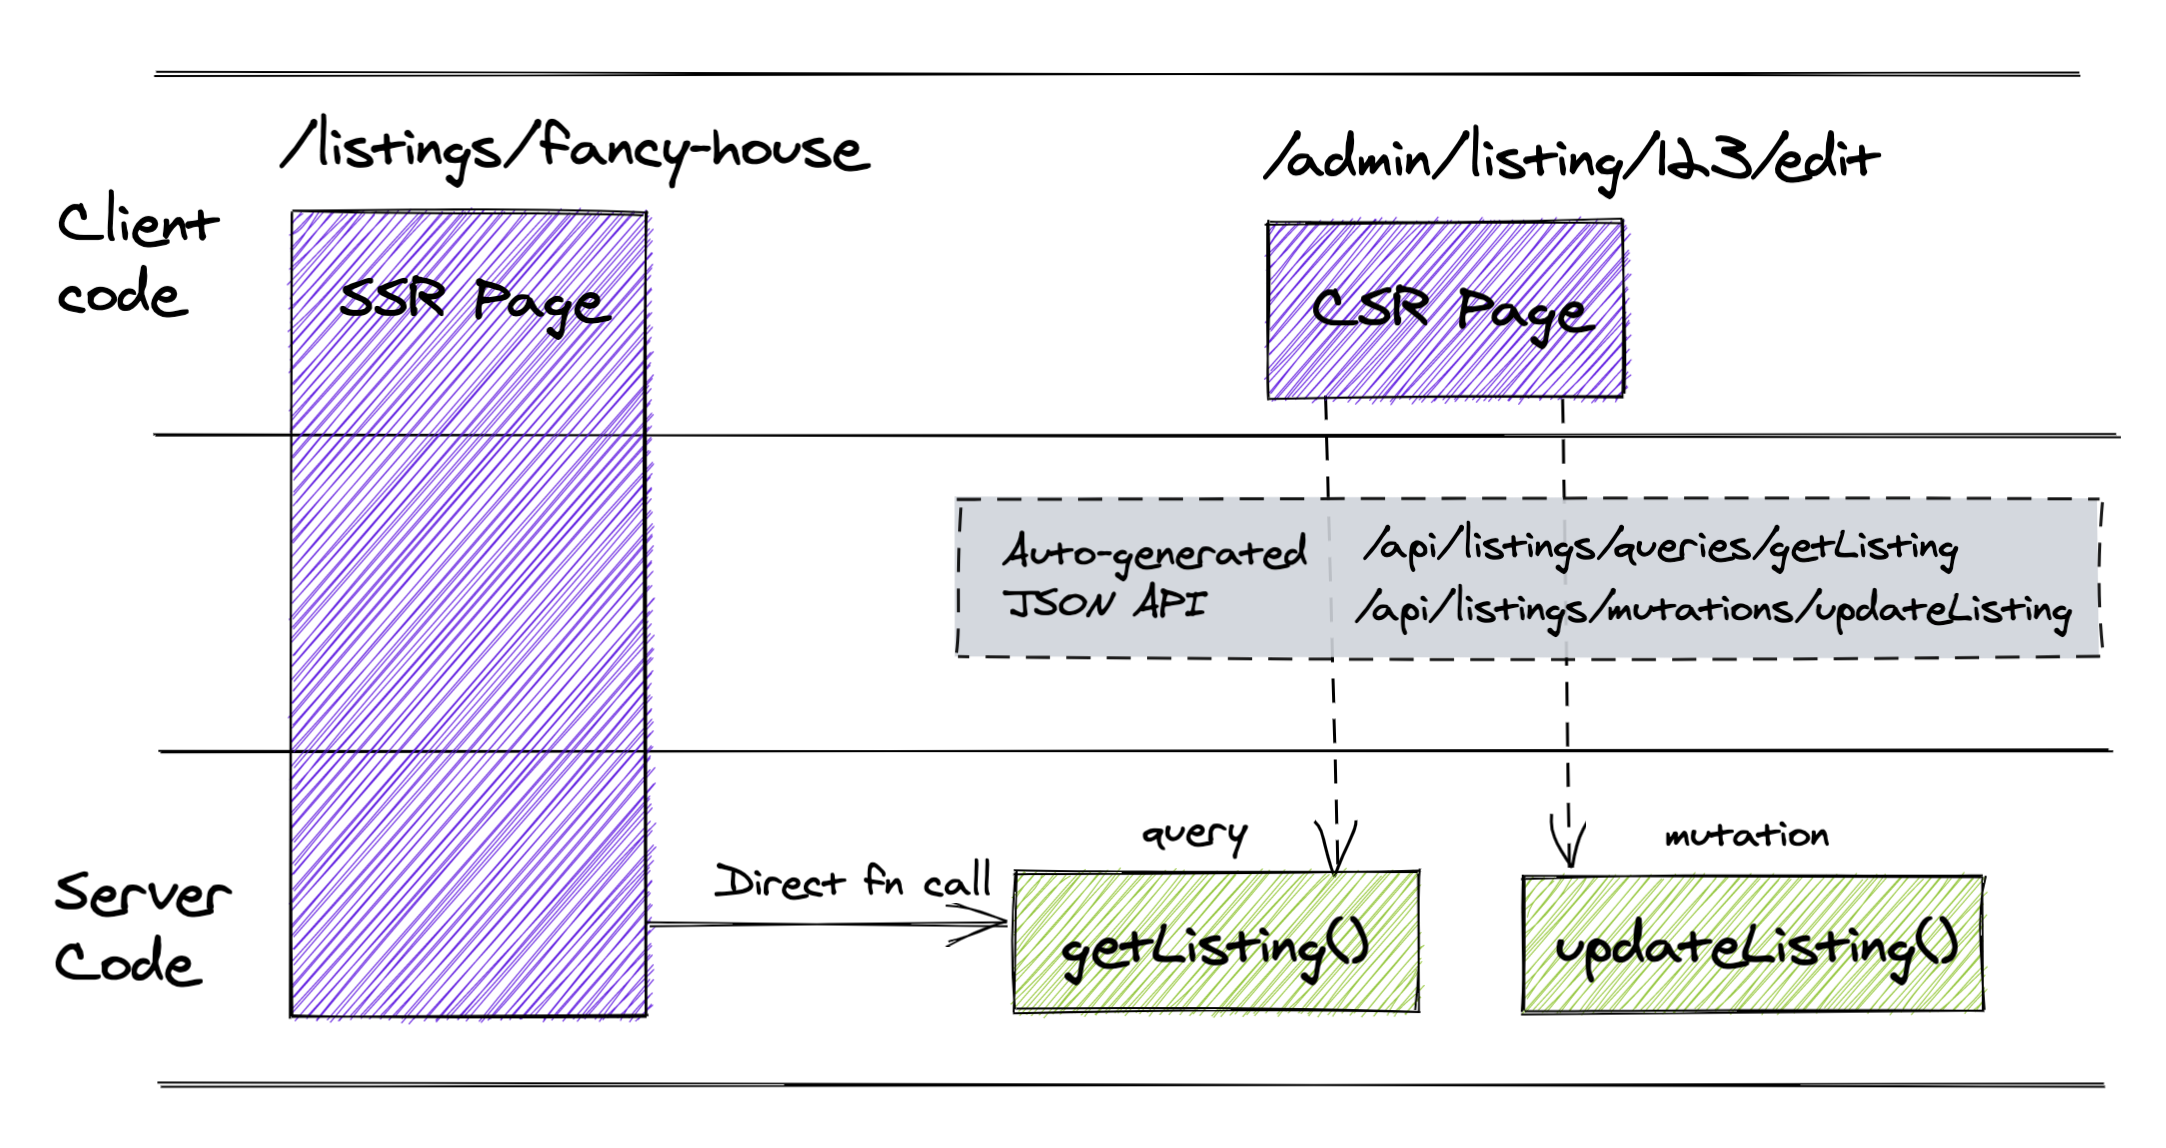 /listings/fancy-house
/admin/listing/123/edit
Client
code
SSR Page
CSR Page
Auto-generated
JSON API
/api/listings/queries/getListing
/api/listings/mutations/updateListing
query
mutation
Direct fn call
Server
Code
getListing()
updateListing()